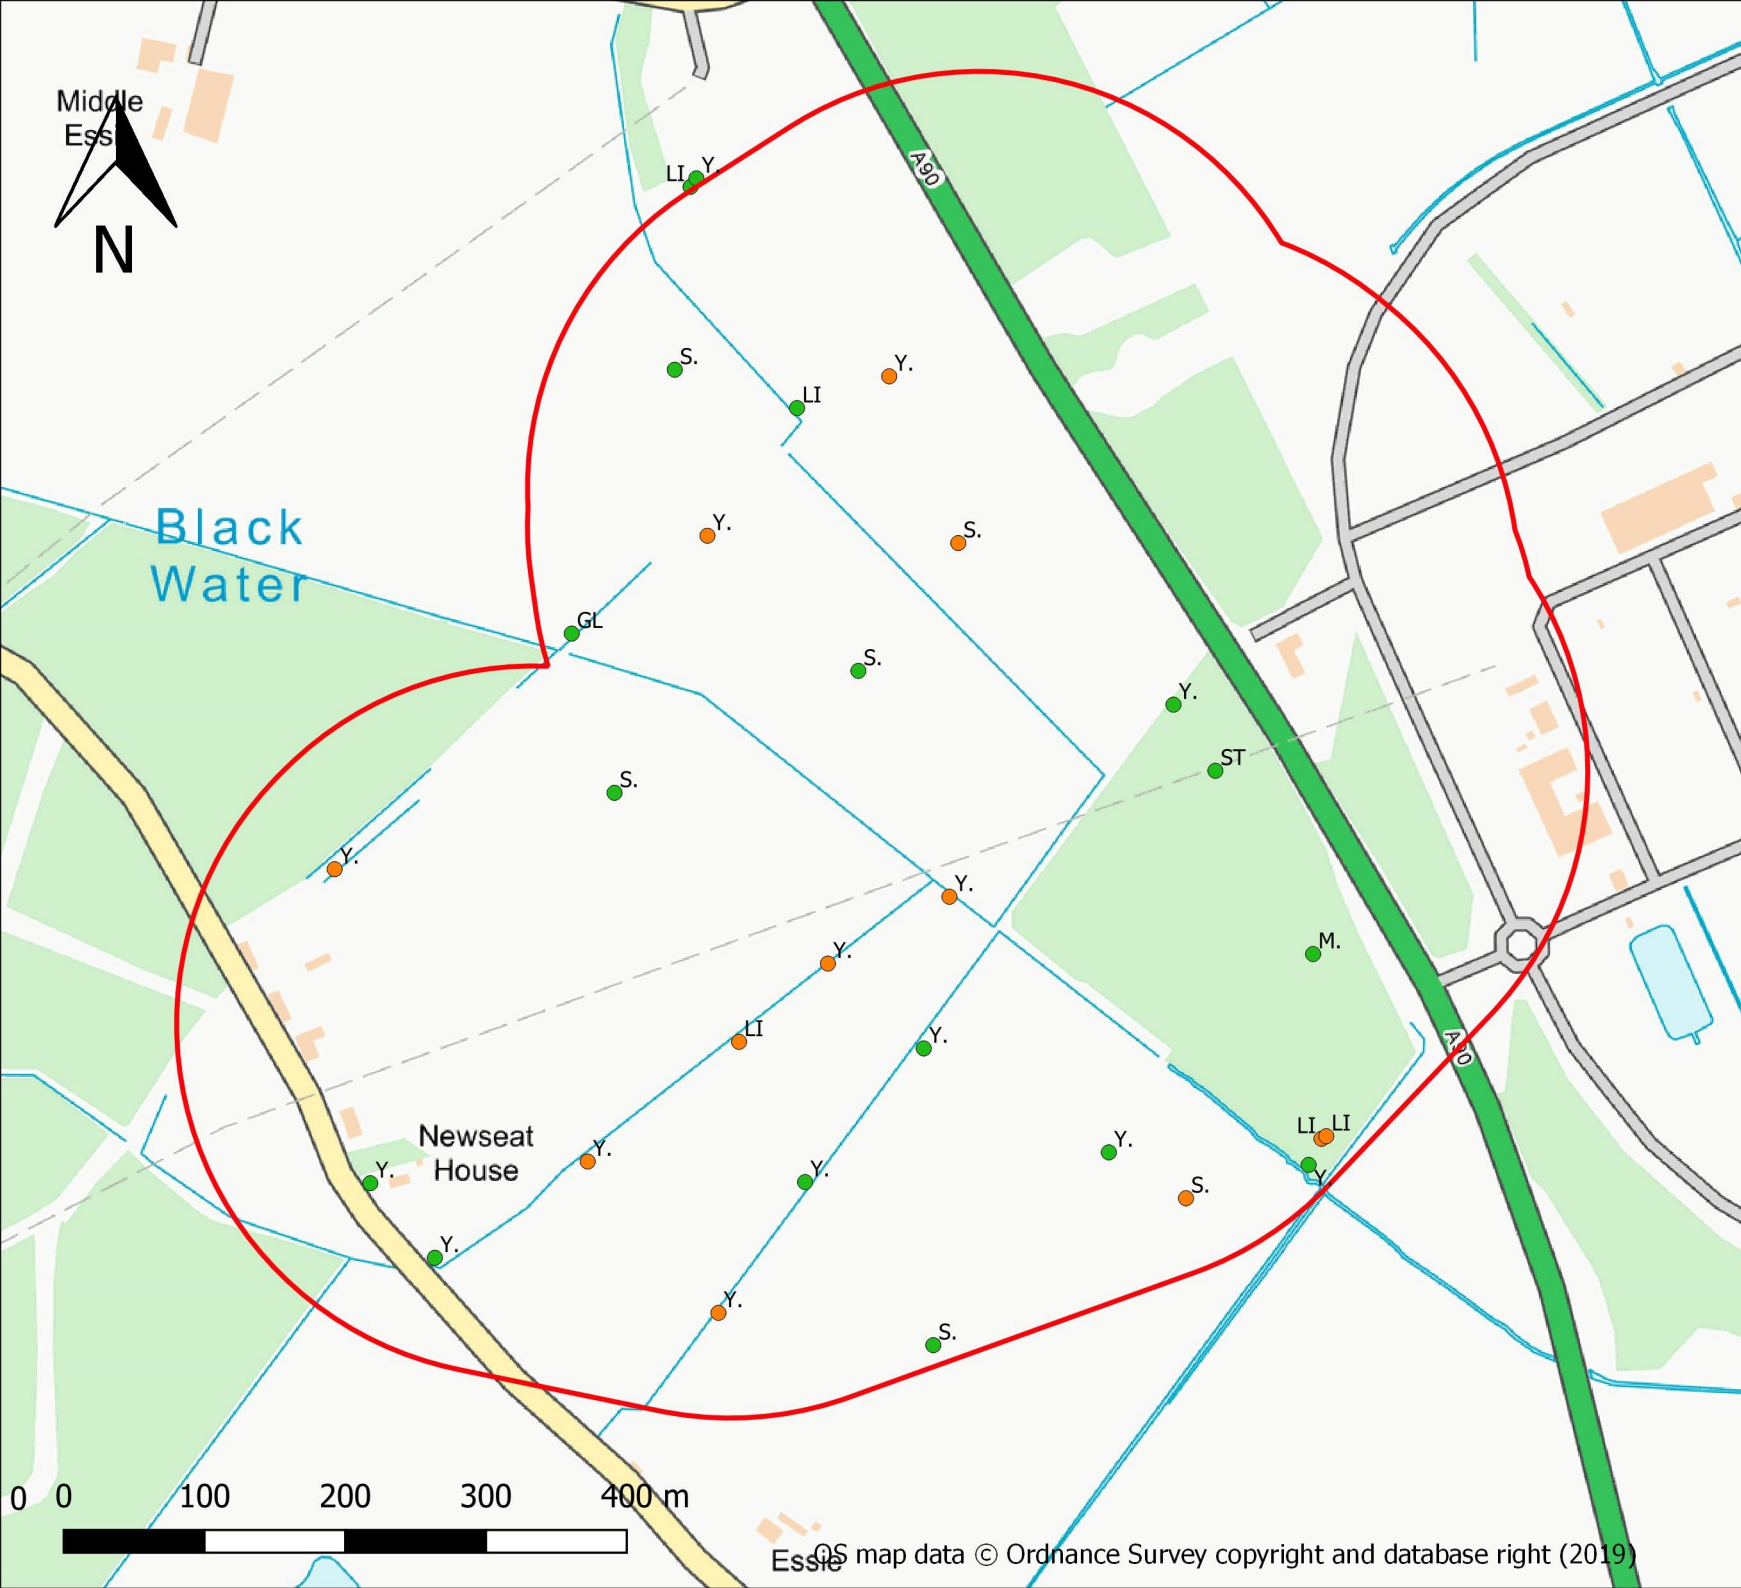 Middle
Essie
N
A90
LI
Y.
S.
Y.
LI
Black
Water
Y.
S.
GL
S.
Y.
ST
S.
Y.
Y.
M.
Y.
LI
Y.
LI
LI
Newseat
House
Y.
Y.
Y.
Y.
Y.
S.
Y.
Y.
S.
A90
0
0
100
200
300
400 m
Essie
OS map data © Ordnance Survey copyright and database right (2019)